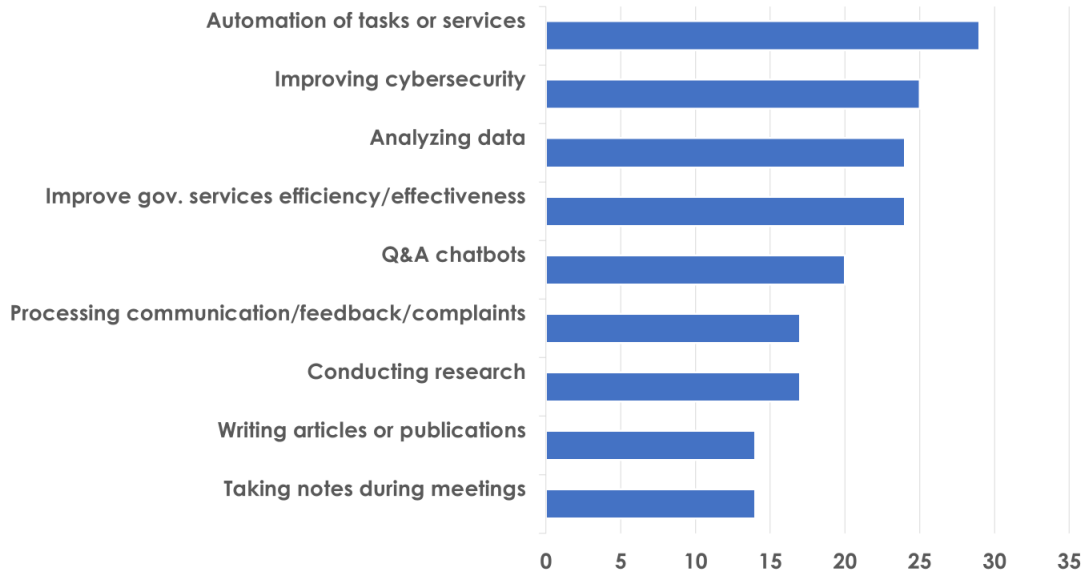 Automation of tasks or services
Improving cybersecurity
Analyzing data
Improve gov. services efficiency/effectiveness
Q&A chatbots
Processing communication/feedback/complaints
Conducting research
Writing articles or publications
Taking notes during meetings
0 5 10 15 20 25 30 35